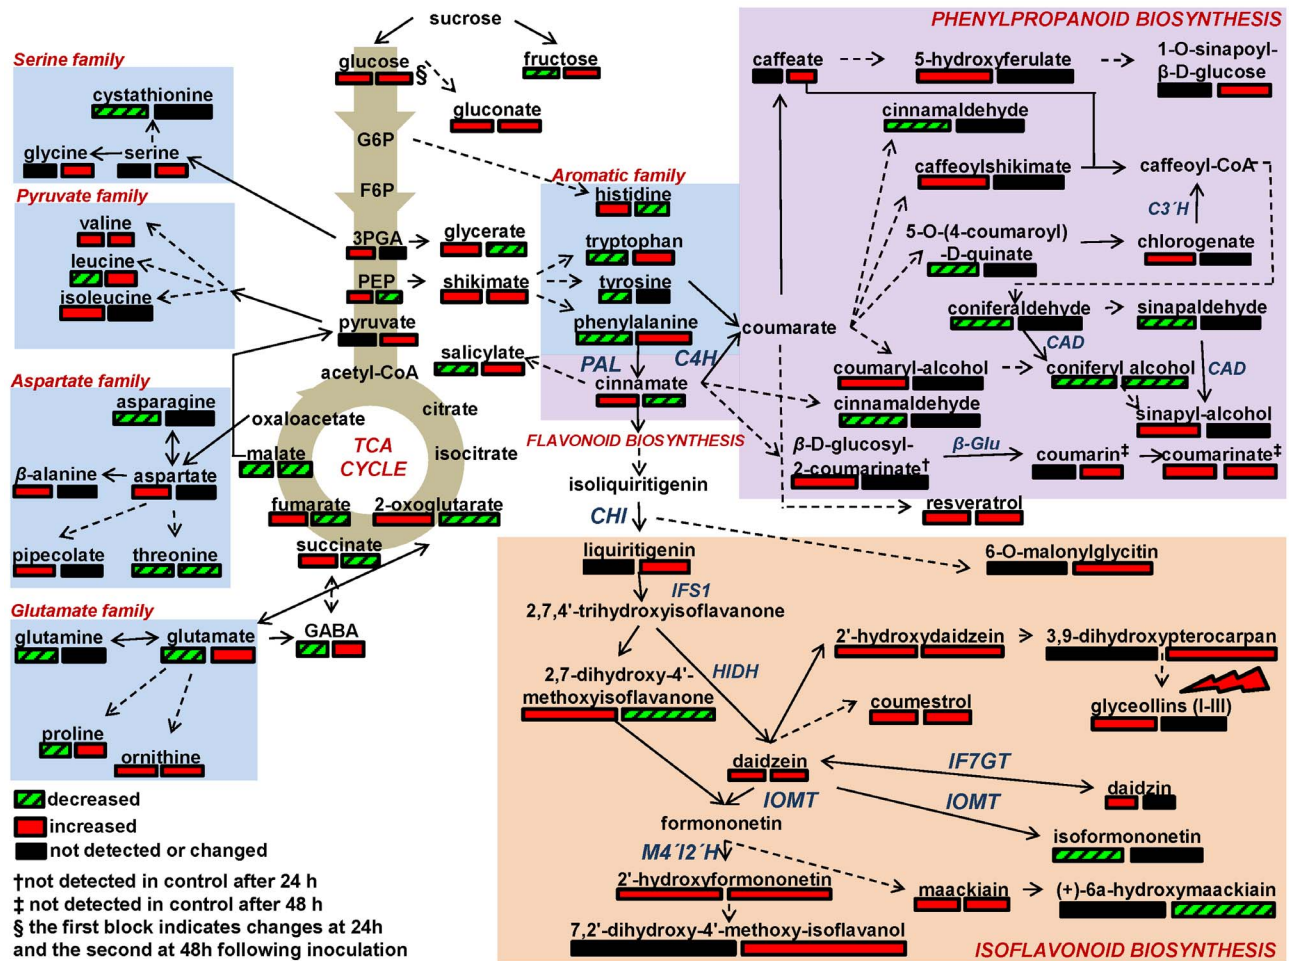 sucrose
glucose
§
fructose
gluconate
G6P
F6P
3PGA
glycerate
PEP
shikimate
pyruvate
salicylate
acetyl-CoA
citrate
oxaloacetate
TCA
CYCLE
isocitrate
malate
fumarate
2-oxoglutarate
succinate
GABA
Serine family
cystathionine
glycine
serine
Pyruvate family
valine
leucine
isoleucine
Aspartate family
asparagine
β-alanine
aspartate
pipecolate
threonine
Glutamate family
glutamine
glutamate
proline
ornithine
Aromatic family
histidine
tryptophan
tyrosine
phenylalanine
PAL
C4H
cinnamate
PHENYLPROPANOID BIOSYNTHESIS
caffeate
5-hydroxyferulate
1-O-sinapoyl-
β-D-glucose
cinnamaldehyde
caffeoylshikimate
caffeoyl-CoA
C3´H
5-O-(4-coumaroyl)
-D-quinate
chlorogenate
coumarate
coniferaldehyde
sinapaldehyde
CAD
CAD
coumaryl-alcohol
coniferyl alcohol
cinnamaldehyde
sinapyl-alcohol
β-D-glucosyl-
2-coumarinate†
β-Glu
coumarin‡
coumarinate‡
resveratrol
FLAVONOID BIOSYNTHESIS
isoliquiritigenin
CHI
liquiritigenin
6-O-malonylglycitin
IFS1
2,7,4'-trihydroxyisoflavanone
2'-hydroxydaidzein
3,9-dihydroxypterocarpan
HIDH
2,7-dihydroxy-4'-
methoxyisoflavanone
coumestrol
glyceollins (I-III)
daidzein
IF7GT
daidzin
IOMT
IOMT
formononetin
isoformononetin
M4´I2´H
2'-hydroxyformononetin
maackiain
(+)-6a-hydroxymaackiain
7,2'-dihydroxy-4'-methoxy-isoflavanol
ISOFLAVONOID BIOSYNTHESIS
decreased
increased
not detected or changed
†not detected in control after 24 h
‡ not detected in control after 48 h
§ the first block indicates changes at 24h
and the second at 48h following inoculation